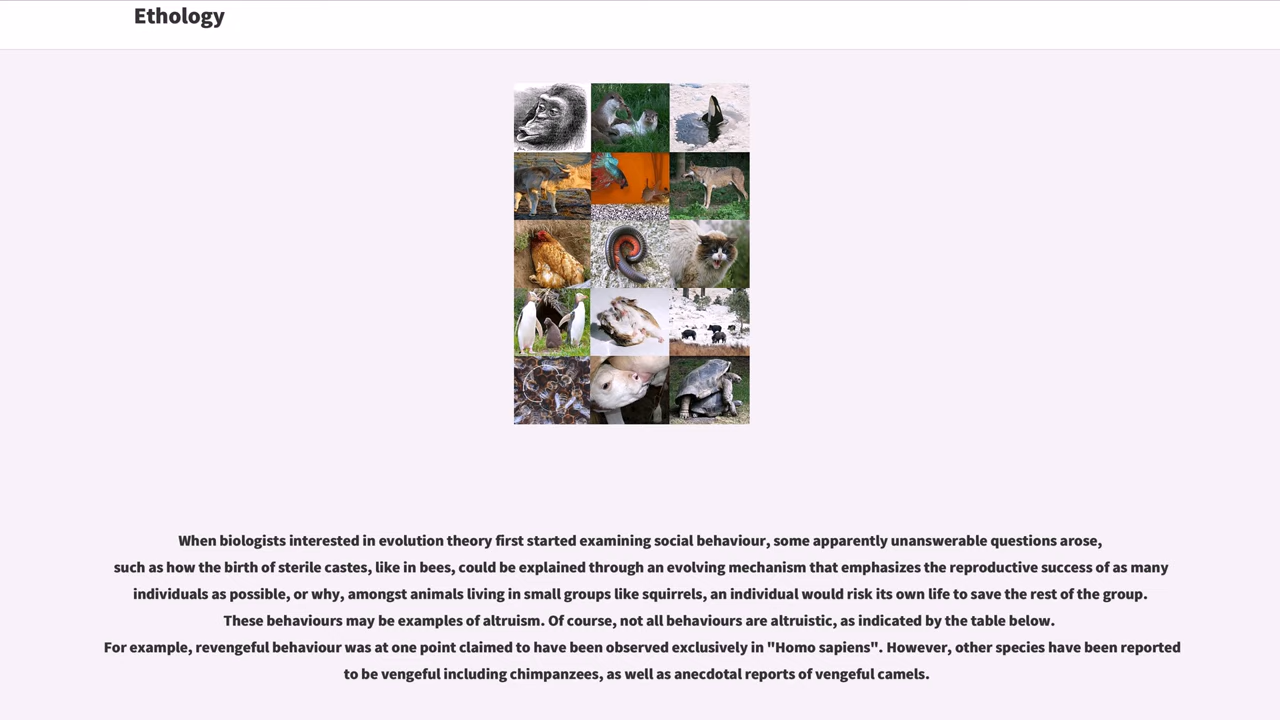 Ethology
When biologists interested in evolution theory first started examining social behaviour, some apparently unanswerable questions arose,
such as how the birth of sterile castes, like in bees, could be explained through an evolving mechanism that emphasizes the reproductive success of as many
individuals as possible, or why, amongst animals living in small groups like squirrels, an individual would risk its own life to save the rest of the group.
These behaviours may be examples of altruism. Of course, not all behaviours are altruistic, as indicated by the table below.
For example, revengeful behaviour was at one point claimed to have been observed exclusively in "Homo sapiens". However, other species have been reported
to be vengeful including chimpanzees, as well as anecdotal reports of vengeful camels.